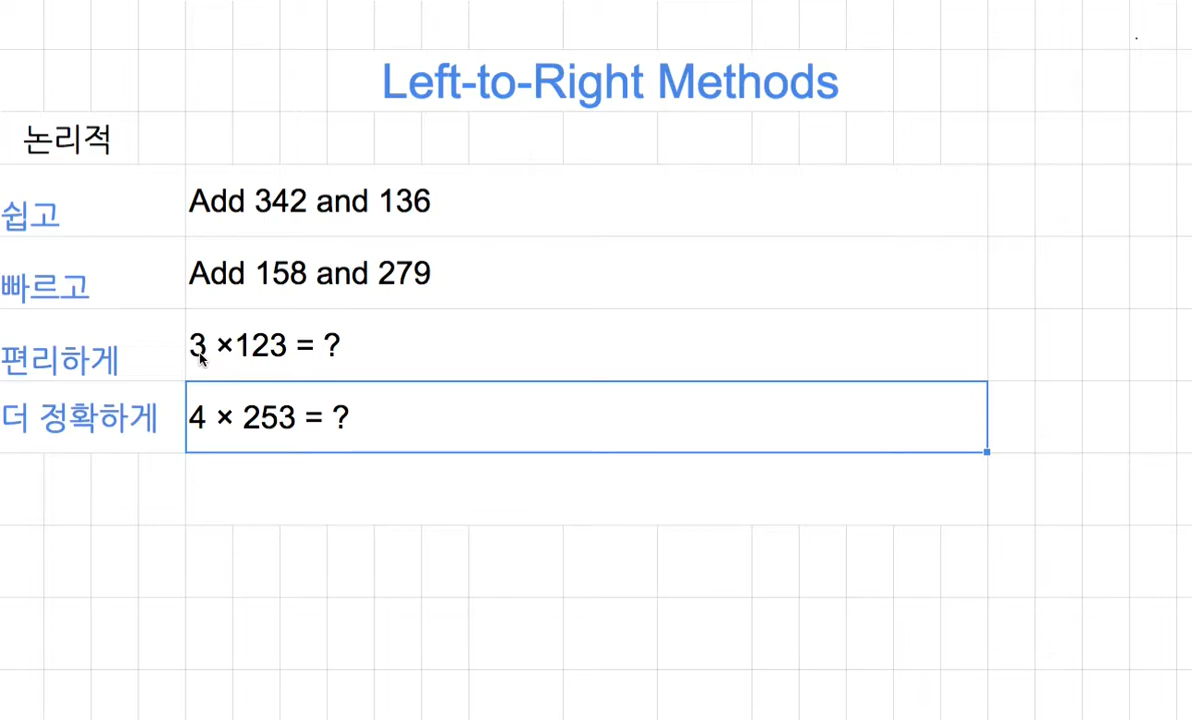 Left-to-Right Methods
논리적
쉽고 Add 342 and 136
빠르고 Add 158 and 279
편리하게 3 ×123 = ?
더 정확하게 4 × 253 = ?